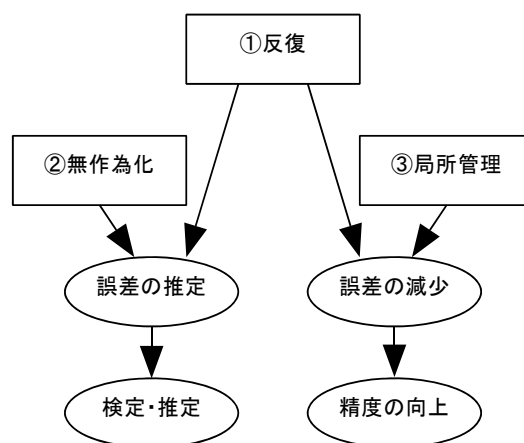 ①反復
②無作為化
③局所管理
誤差の推定
誤差の減少
検定･推定
精度の向上